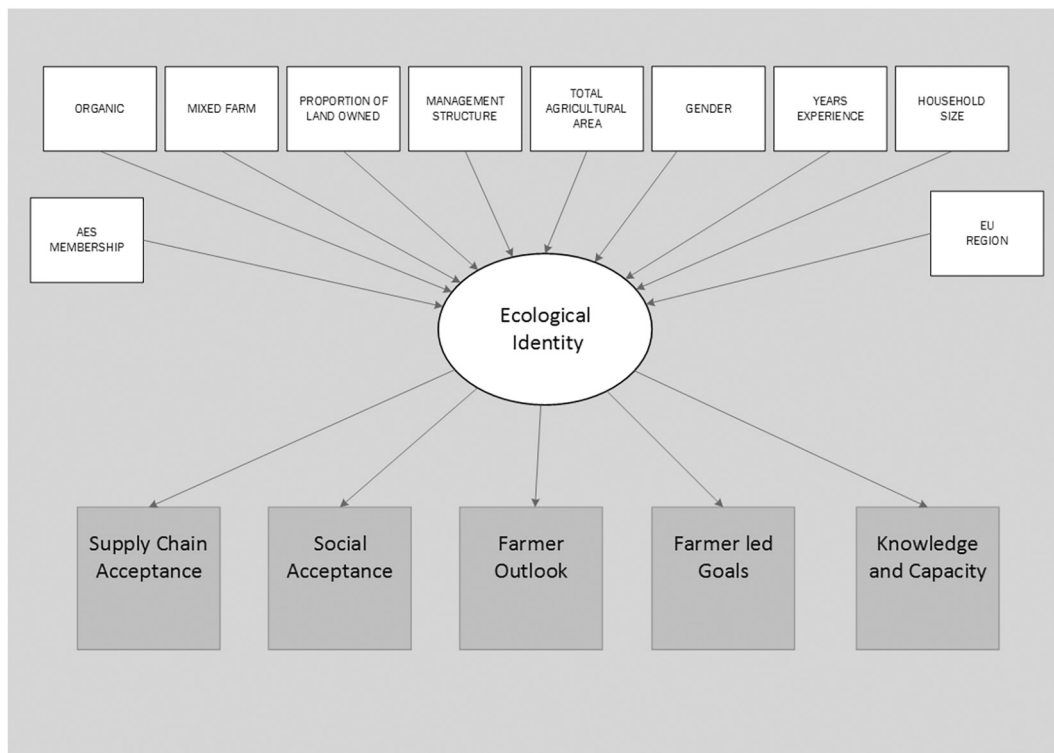 ORGANIC
MIXED FARM
PROPORTION OF
LAND OWNED
MANAGEMENT
STRUCTURE
TOTAL
AGRICULTURAL
AREA
GENDER
YEARS
EXPERIENCE
HOUSEHOLD
SIZE
AES
MEMBERSHIP
EU
REGION
Ecological
Identity
Supply Chain
Acceptance
Social
Acceptance
Farmer
Outlook
Farmer led
Goals
Knowledge
and Capacity